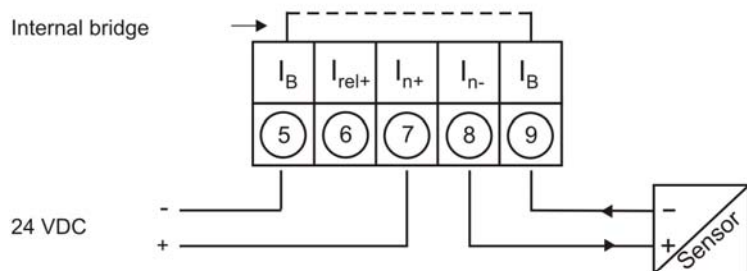 Internal bridge
I_B I_rel+ I_n+ I_n- I_B
5 6 7 8 9
24 VDC
-
+
-
+
Sensor